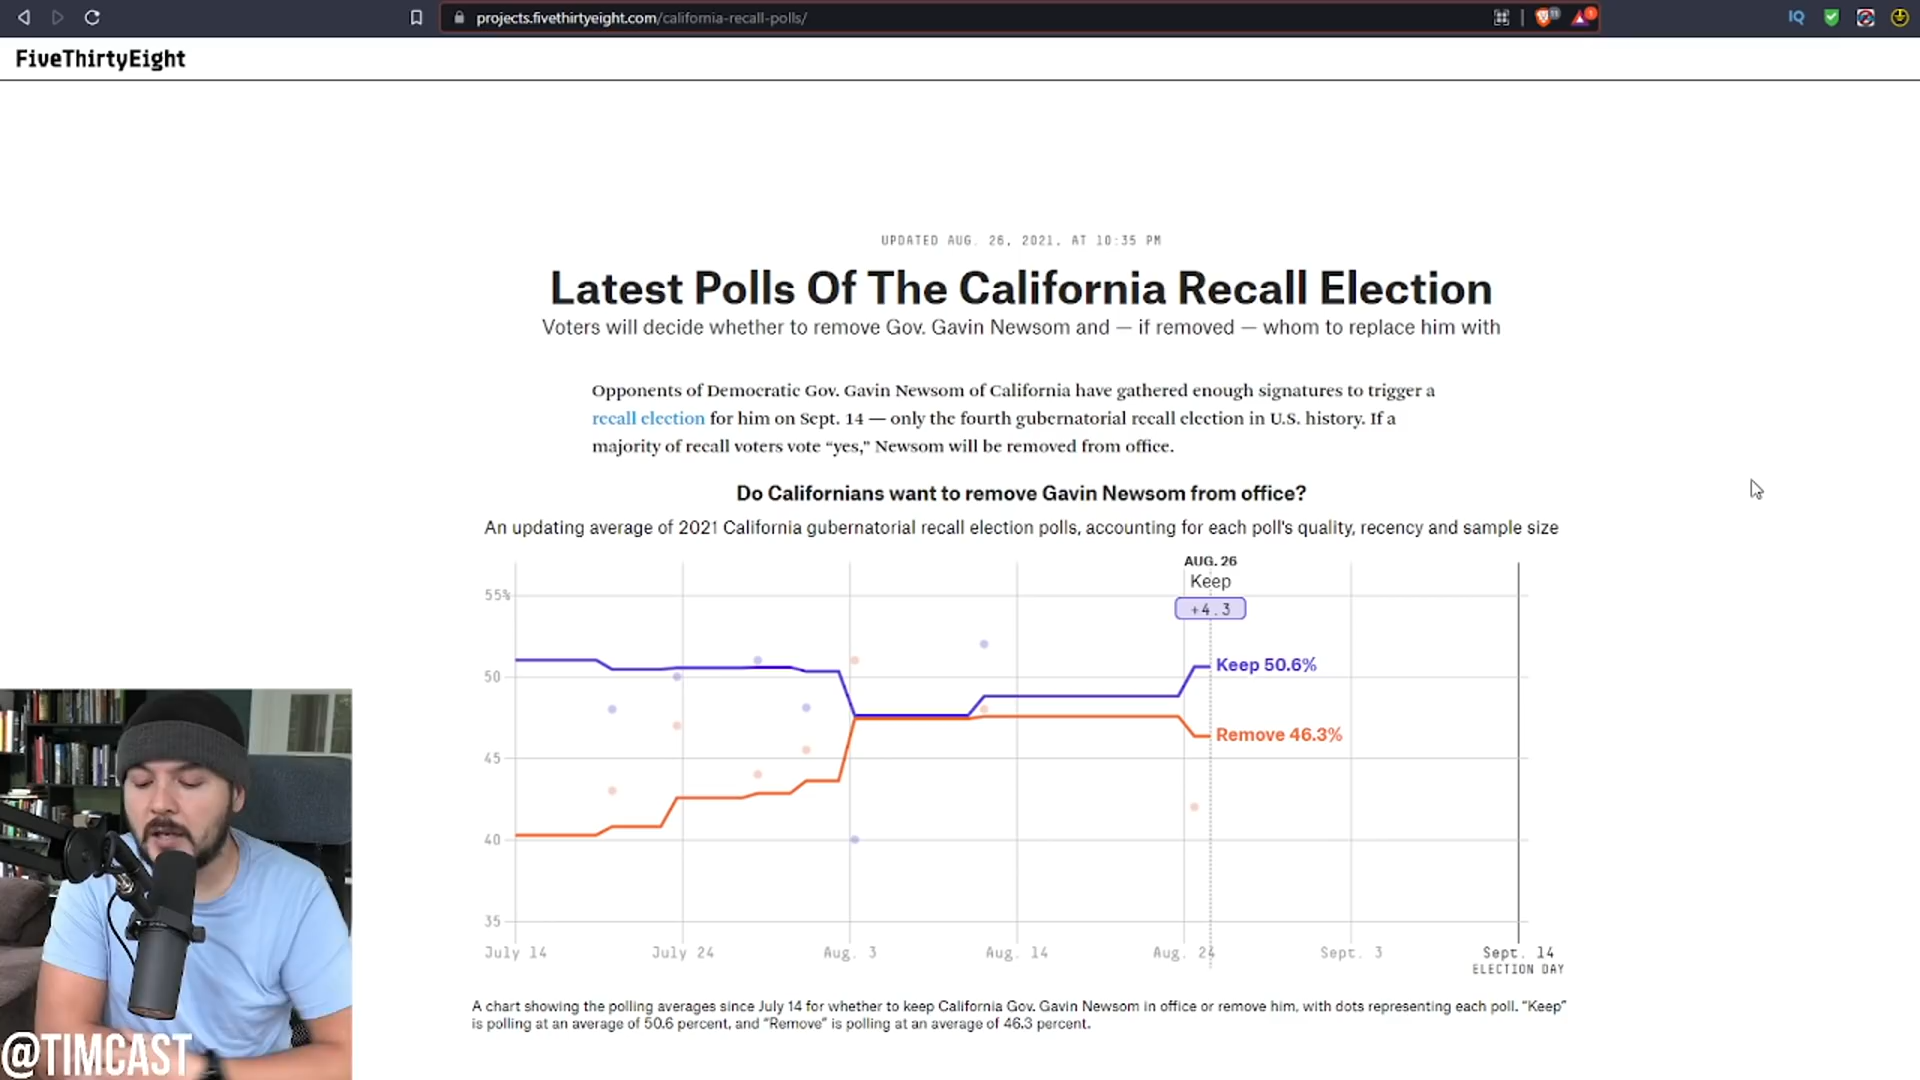 projects.fivethirtyeight.com/california-recall-polls/
11
1
IQ
FiveThirtyEight
UPDATED AUG. 26, 2021, AT 10:35 PM
Latest Polls Of The California Recall Election
Voters will decide whether to remove Gov. Gavin Newsom and — if removed — whom to replace him with
Opponents of Democratic Gov. Gavin Newsom of California have gathered enough signatures to trigger a
recall election for him on Sept. 14 — only the fourth gubernatorial recall election in U.S. history. If a
majority of recall voters vote “yes,” Newsom will be removed from office.
Do Californians want to remove Gavin Newsom from office?
An updating average of 2021 California gubernatorial recall election polls, accounting for each poll's quality, recency and sample size
AUG. 26
Keep
+4.3
55%
50
45
40
35
Keep 50.6%
Remove 46.3%
July 14 July 24 Aug. 3 Aug. 14 Aug. 24 Sept. 3 Sept. 14
ELECTION DAY
A chart showing the polling averages since July 14 for whether to keep California Gov. Gavin Newsom in office or remove him, with dots representing each poll. “Keep”
is polling at an average of 50.6 percent, and “Remove” is polling at an average of 46.3 percent.
@TIMCAST